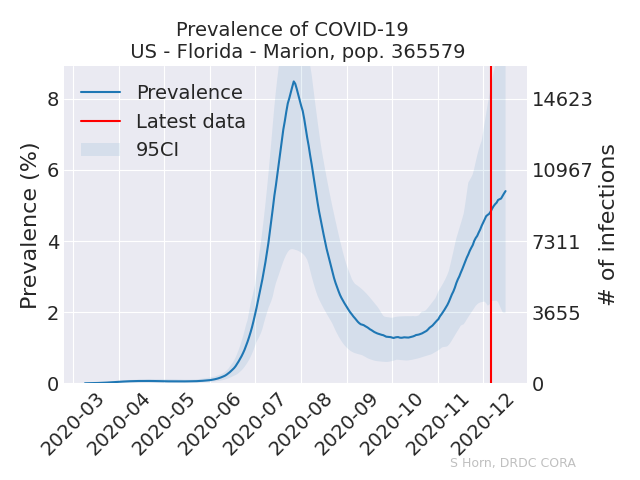 Prevalence of COVID-19
US - Florida - Marion, pop. 365579
Prevalence
Latest data
95CI
Prevalence (%)
8
6
4
2
0
14623
10967
7311
3655
0
# of infections
2020-03
2020-04
2020-05
2020-06
2020-07
2020-08
2020-09
2020-10
2020-11
2020-12
S Horn, DRDC CORA